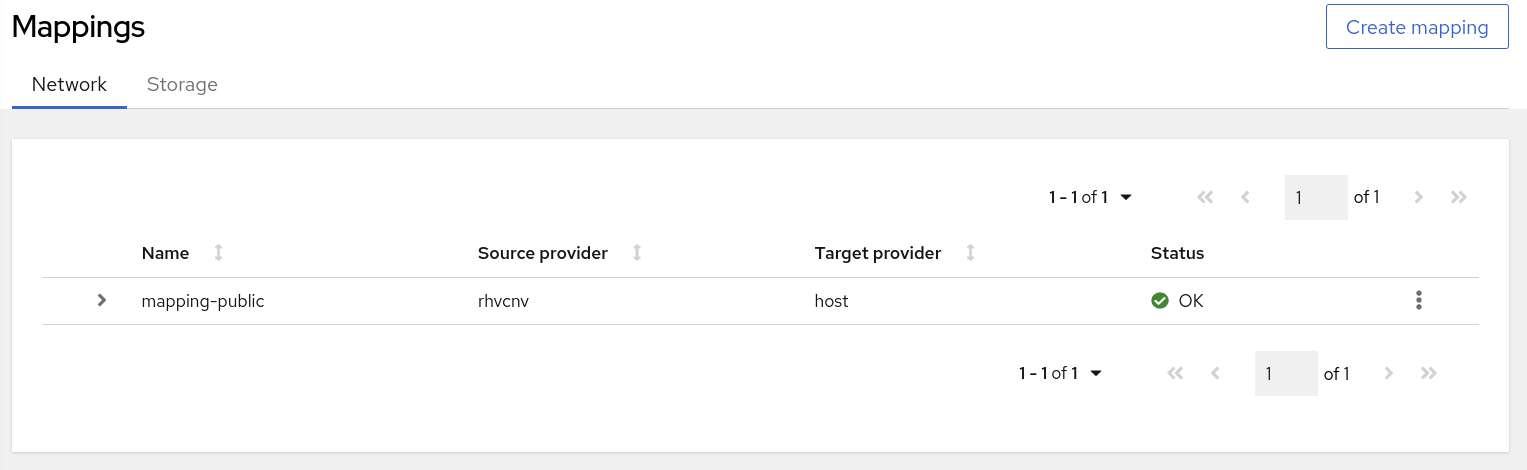 Mappings
Create mapping
Network Storage
1 - 1 of 1 1 of 1
Name Source provider Target provider Status
mapping-public rhvcnv host OK
1 - 1 of 1 1 of 1